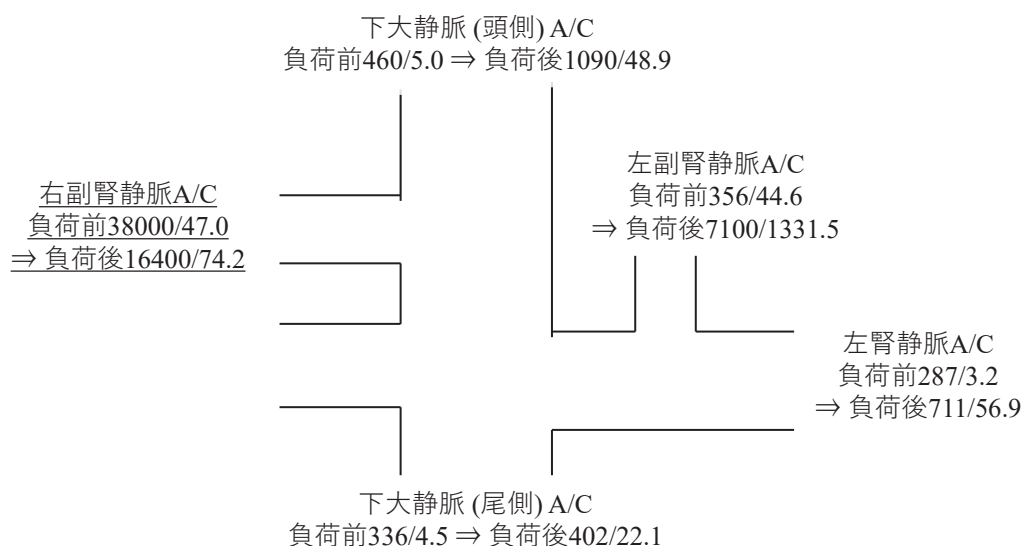 下大静脈 (頭側) A/C
負荷前460/5.0 ⇒ 負荷後1090/48.9
左副腎静脈A/C
負荷前356/44.6
⇒ 負荷後7100/1331.5
右副腎静脈A/C
負荷前38000/47.0
⇒ 負荷後16400/74.2
左腎静脈A/C
負荷前287/3.2
⇒ 負荷後711/56.9
下大静脈 (尾側) A/C
負荷前336/4.5 ⇒ 負荷後402/22.1